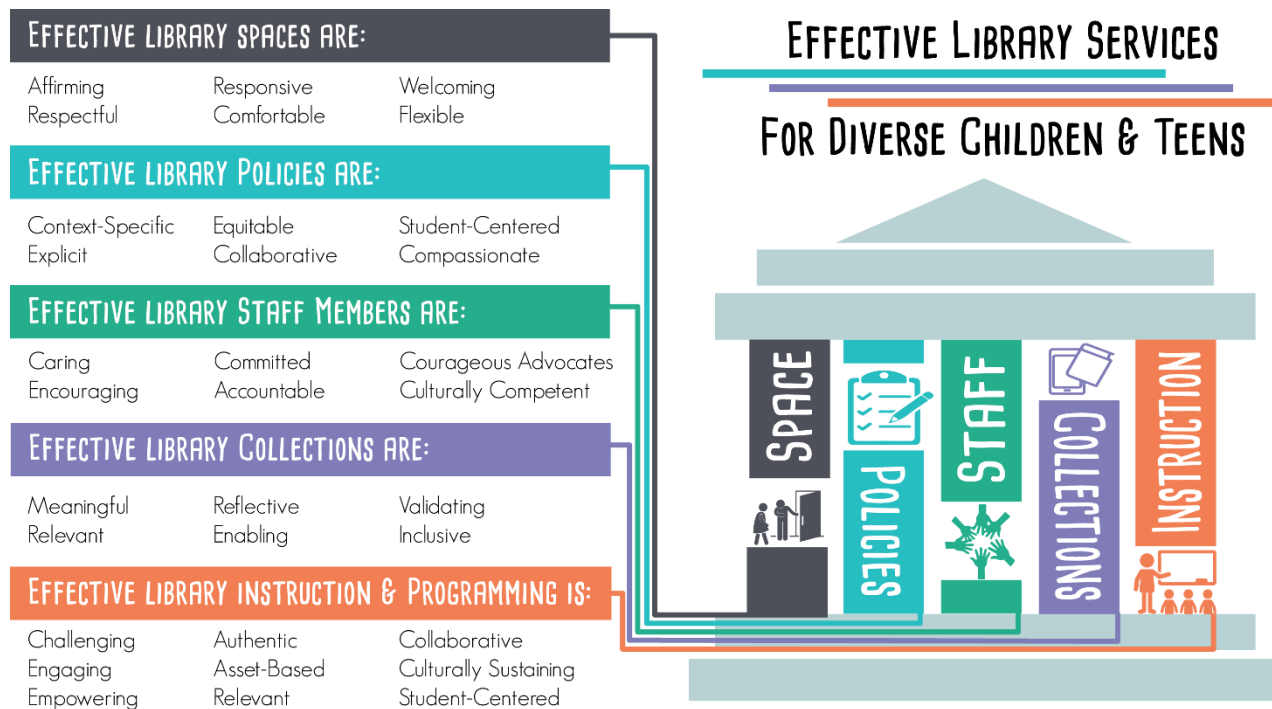 Effective library spaces are:
Affirming Responsive Welcoming
Respectful Comfortable Flexible
Effective library Policies are:
Context-Specific Equitable Student-Centered
Explicit Collaborative Compassionate
Effective library Staff Members are:
Caring Committed Courageous Advocates
Encouraging Accountable Culturally Competent
Effective library Collections are:
Meaningful Reflective Validating
Relevant Enabling Inclusive
Effective library instruction & Programming is:
Challenging Authentic Collaborative
Engaging Asset-Based Culturally Sustaining
Empowering Relevant Student-Centered
Effective Library Services
For Diverse Children & Teens
Space
Policies
Staff
Collections
Instruction